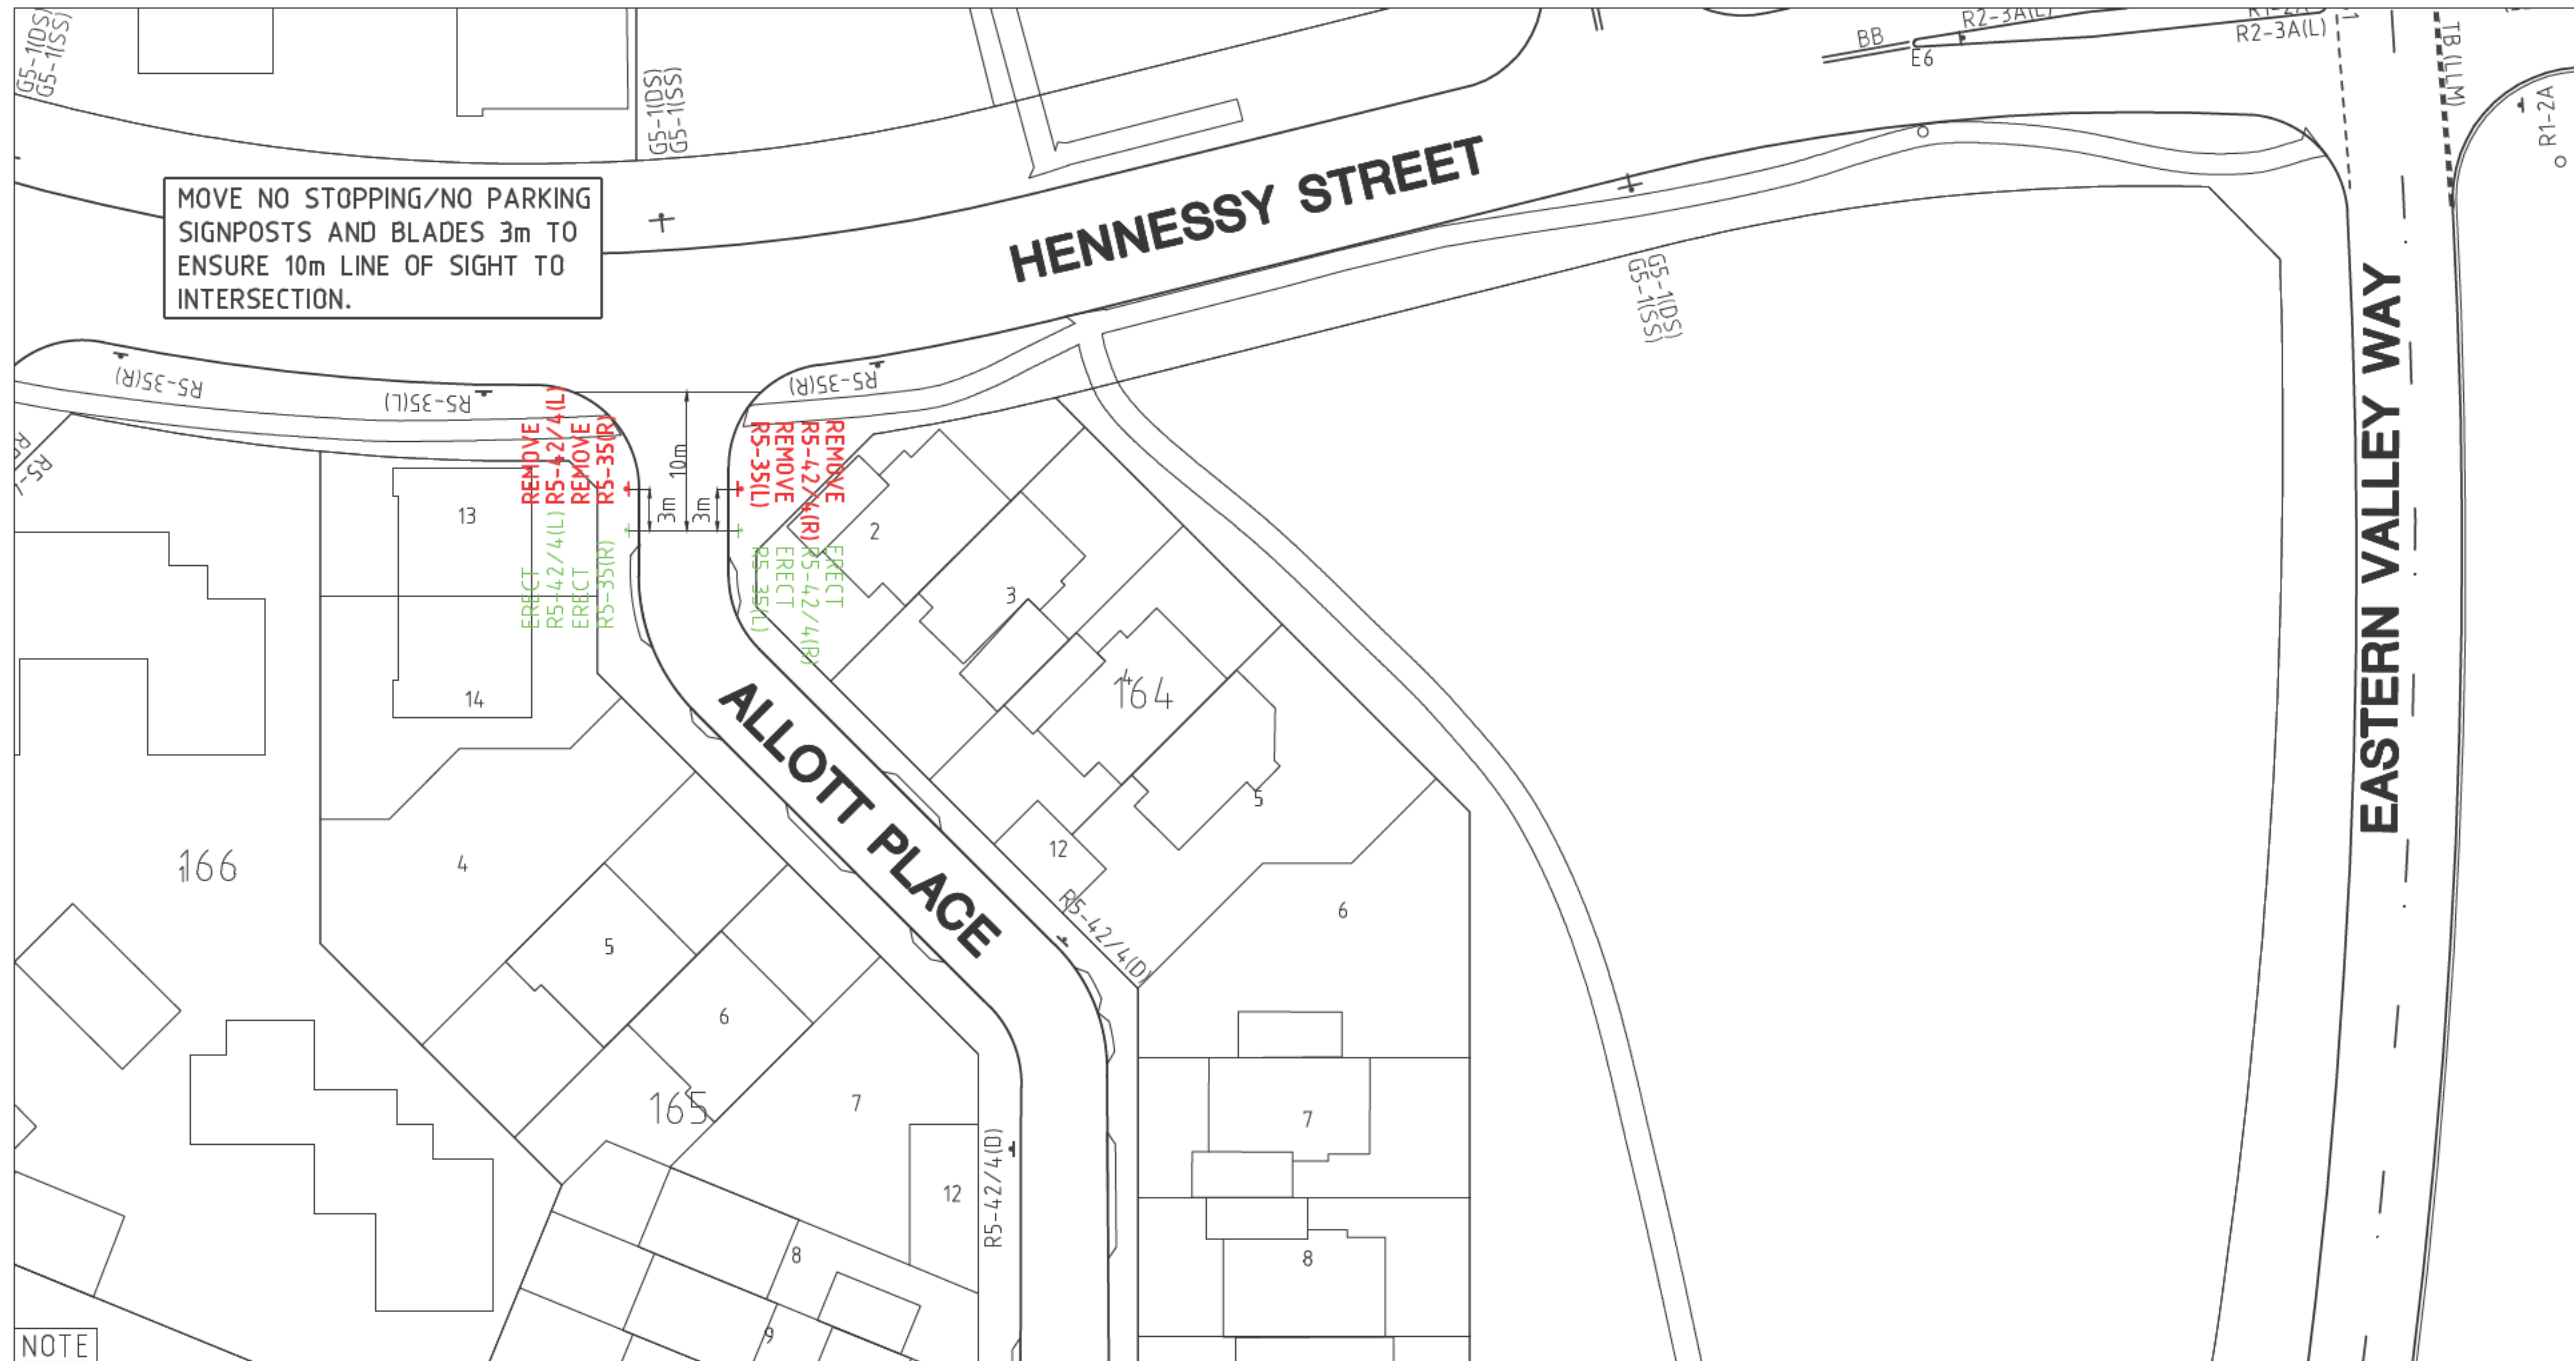 G5-1(DS)
G5-1(SS)
G5-1(DS)
G5-1(SS)
BB
E6
R2-3A(L)
R2-3A(L)
TB (LLM)
R1-2A
MOVE NO STOPPING/NO PARKING
SIGNPOSTS AND BLADES 3m TO
ENSURE 10m LINE OF SIGHT TO
INTERSECTION.
HENNESSY STREET
G5-1(DS)
G5-1(SS)
EASTERN VALLEY WAY
R5-35(R)
R5-35(L)
R5-35(R)
REMOVE
R5-42/4(L)
REMOVE
R5-35(R)
10m
3m
3m
R5-35(L)
REMOVE
R5-42/4(R)
REMOVE
ERECT
R5-42/4(L)
ERECT
R5-35(R)
R5-35(L)
ERECT
R5-42/4(R)
ERECT
13
14
2
3
4
164
5
12
6
ALLOTT PLACE
R5-42/4(D)
166
4
5
6
165
7
12
R5-42/4(D)
7
8
8
9
NOTE